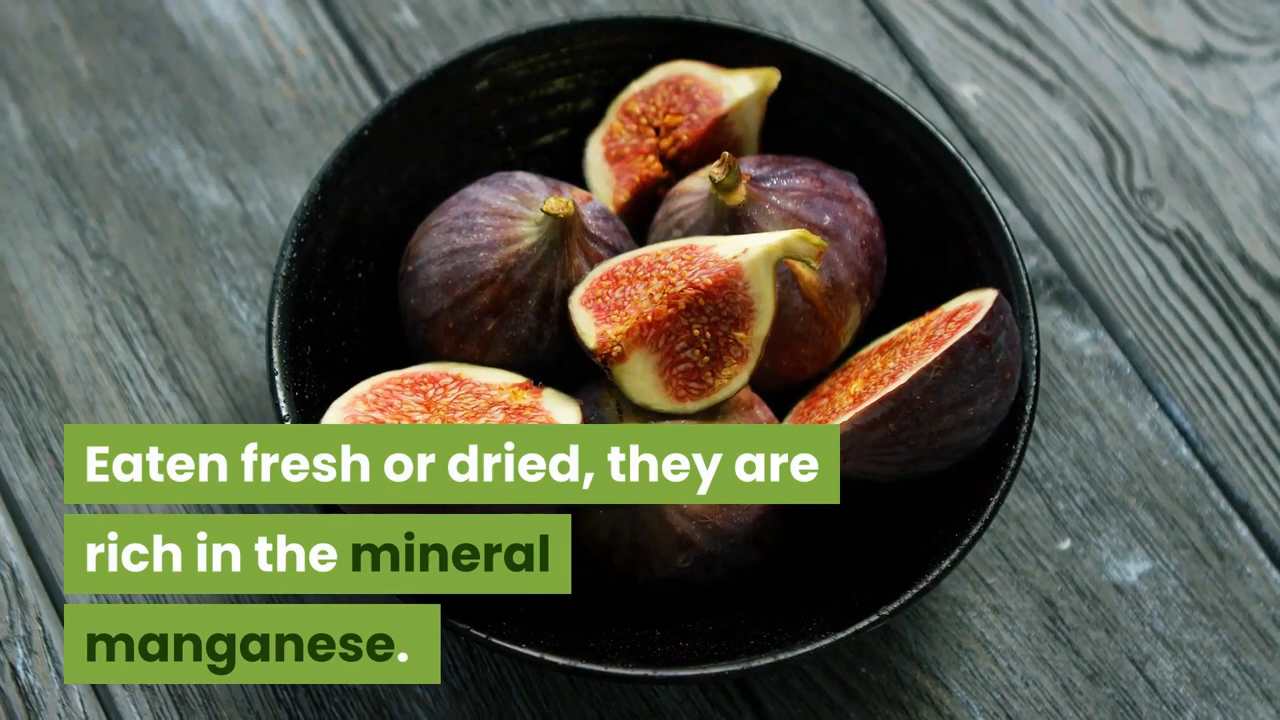 Eaten fresh or dried, they are
rich in the mineral
manganese.